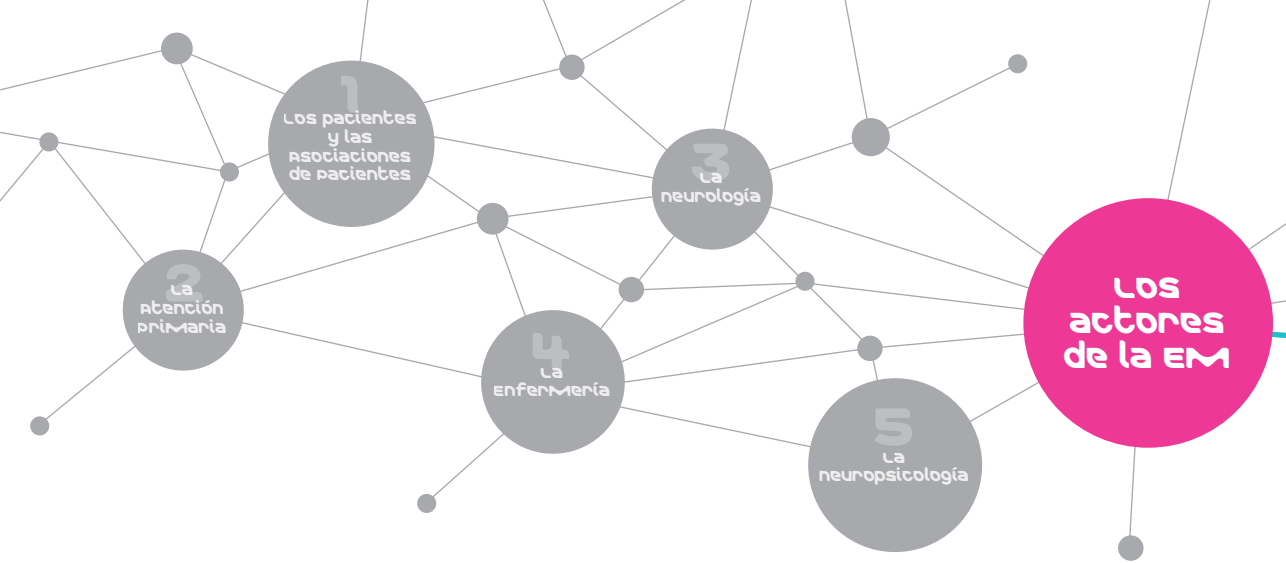 1
Los pacientes
y las
Asociaciones
de pacientes
2
La
Atención
primaria
3
La
neurología
4
La
Enfermería
5
La
neuropsicología
Los
actores
de la EM